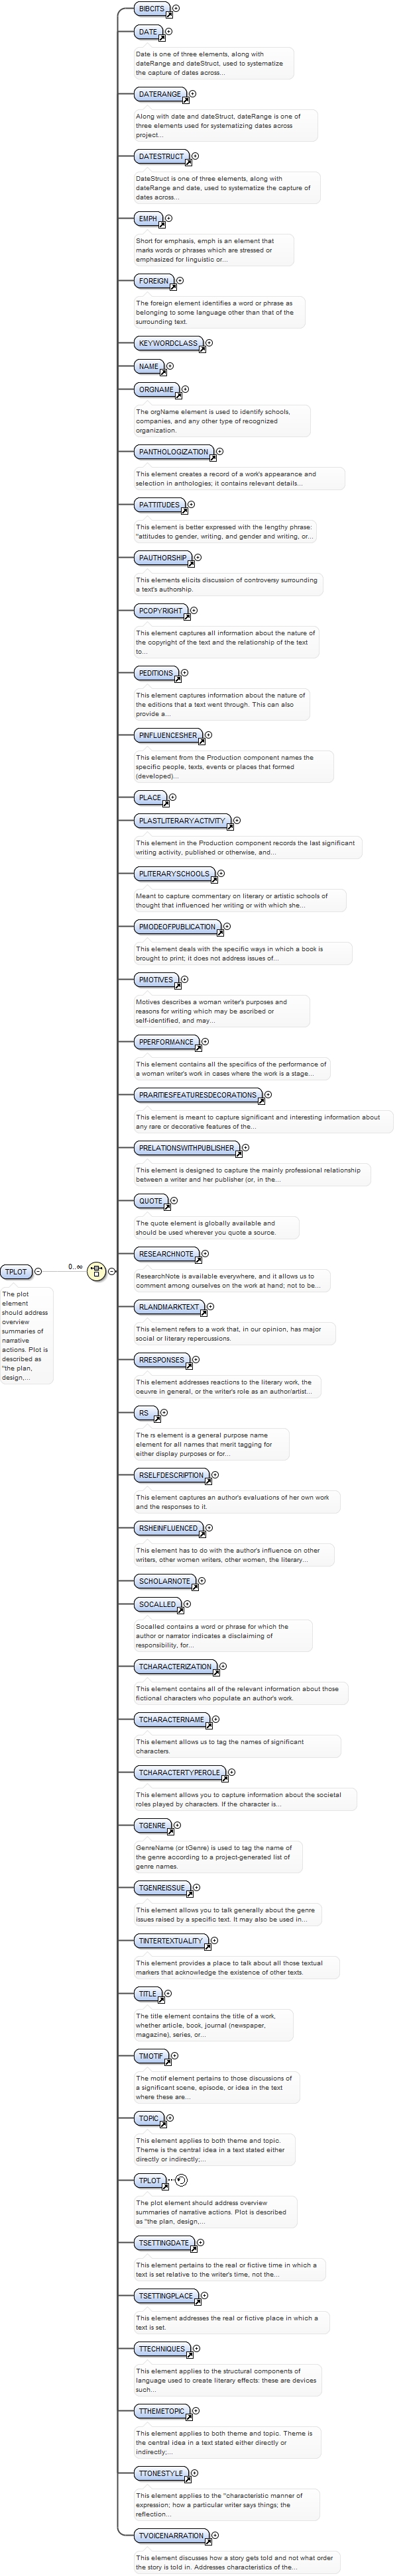 BIBCITS
DATE
Date is one of three elements, along with
dateRange and dateStruct, used to systematize
the capture of dates across...
DATERANGE
Along with date and dateStruct, dateRange is one of
three elements used for systematizing dates across
project...
DATESTRUCT
DateStruct is one of three elements, along with
dateRange and date, used to systematize the capture of
dates across...
EMPH
Short for emphasis, emph is an element that
marks words or phrases which are stressed or
emphasized for linguistic or...
FOREIGN
The foreign element identifies a word or phrase as
belonging to some language other than that of the
surrounding text.
KEYWORDCLASS
NAME
ORGNAME
The orgName element is used to identify schools,
companies, and any other type of recognized
organization.
PANTHOLOGIZATION
This element creates a record of a work's appearance and
selection in anthologies; it contains relevant details...
PATTITUDES
This element is better expressed with the lengthy phrase:
"attitudes to gender, writing, and gender and writing, or...
PAUTHORSHIP
This elements elicits discussion of controversy surrounding
a text's authorship.
PCOPYRIGHT
This element captures all information about the nature of
the copyright of the text and the relationship of the text
to...
PEDITIONS
This element captures information about the nature of
the editions that a text went through. This can also
provide a...
PINFLUENCESHER
This element from the Production component names the
specific people, texts, events or places that formed
(developed)...
PLACE
PLASTLITERARYACTIVITY
This element in the Production component records the last significant
writing activity, published or otherwise, and...
PLITERARYSCHOOLS
Meant to capture commentary on literary or artistic schools of
thought that influenced her writing or with which she...
PMODEOFPUBLICATION
This element deals with the specific ways in which a book is
brought to print; it does not address issues of...
PMOTIVES
Motives describes a woman writer's purposes and
reasons for writing which may be ascribed or
self-identified, and may...
PPERFORMANCE
This element contains all the specifics of the performance of
a woman writer's work in cases where the work is a stage...
PRARITIESFEATURESDECORATIONS
This element is meant to capture significant and interesting information about
any rare or decorative features of the...
PRELATIONSWITHPUBLISHER
This element is designed to capture the mainly professional relationship
between a writer and her publisher (or, in the...
QUOTE
The quote element is globally available and
should be used wherever you quote a source.
RESEARCHNOTE
ResearchNote is available everywhere, and it allows us to
comment among ourselves on the work at hand; not to be...
RLANDMARKTEXT
This element refers to a work that, in our opinion, has major
social or literary repercussions.
RRESPONSES
This element addresses reactions to the literary work, the
oeuvre in general, or the writer's role as an author/artist...
RS
The rs element is a general purpose name
element for all names that merit tagging for
either display purposes or for...
RSELFDESCRIPTION
This element captures an author's evaluations of her own work
and the responses to it.
RSHEINFLUENCED
This element has to do with the author's influence on other
writers, other women writers, other women, the literary...
SCHOLARNOTE
SOCALLED
Socalled contains a word or phrase for which the
author or narrator indicates a disclaiming of
responsibility, for...
TCHARACTERIZATION
This element contains all of the relevant information about those
fictional characters who populate an author's work
TCHARACTERNAME
This element allows us to tag the names of significant
characters.
TCHARACTERTYPEROLE
This element allows you to capture information about the societal
roles played by characters. If the character is...
TGENRE
GenreName (or tGenre) is used to tag the name of
the genre according to a project-generated list of
genre names.
TGENREISSUE
This element allows you to talk generally about the genre
issues raised by a specific text. It may also be used in...
TINTERTEXTUALITY
This element provides a place to talk about all those textual
markers that acknowledge the existence of other texts.
TITLE
The title element contains the title of a work,
whether article, book, journal (newspaper,
magazine), series, or...
TMOTIF
The motif element pertains to those discussions of
a significant scene, episode, or idea in the text
where these are...
TOPIC
This element applies to both theme and topic.
Theme is the central idea in a text stated either
directly or indirectly;...
TPLOT
The plot element should address overview
summaries of narrative actions. Plot is described
as "the plan, design,...
TSETTINGDATE
This element pertains to the real or fictive time in which a
text is set relative to the writer's time, not the...
TSETTINGPLACE
This element addresses the real or fictive place in which a
text is set.
TTECHNIQUES
This element applies to the structural components of
language used to create literary effects: these are devices
such...
TTHEMETOPIC
This element applies to both theme and topic. Theme is
the central idea in a text stated either directly or
indirectly;...
TTONESTYLE
This element applies to the "characteristic manner of
expression; how a particular writer says things; the
reflection...
TVOICENARRATION
This element discusses how a story gets told and not what order
the story is told in. Addresses characteristics of the...
TPLOT
0..∞
The plot
element
should address
overview
summaries of
narrative
actions. Plot is
described as
"the plan,
design,...